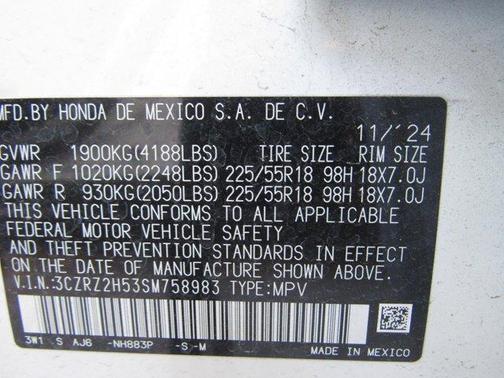 MFD.BY HONDA DE MEXICO S.A. DE C.V.
11/'24
GVWR 1900KG(4188LBS) TIRE SIZE RIM SIZE
GAWR F 1020KG(2248LBS) 225/55R18 98H 18X7.0J
GAWR R 930KG(2050LBS) 225/55R18 98H 18X7.0J
THIS VEHICLE CONFORMS TO ALL APPLICABLE
FEDERAL MOTOR VEHICLE SAFETY
AND THEFT PREVENTION STANDARDS IN EFFECT
ON THE DATE OF MANUFACTURE SHOWN ABOVE.
V.I.N.:3CZRZ2H53SM758983 TYPE:MPV
3W1 S AJ6 -NH883P -S-M MADE IN MEXICO